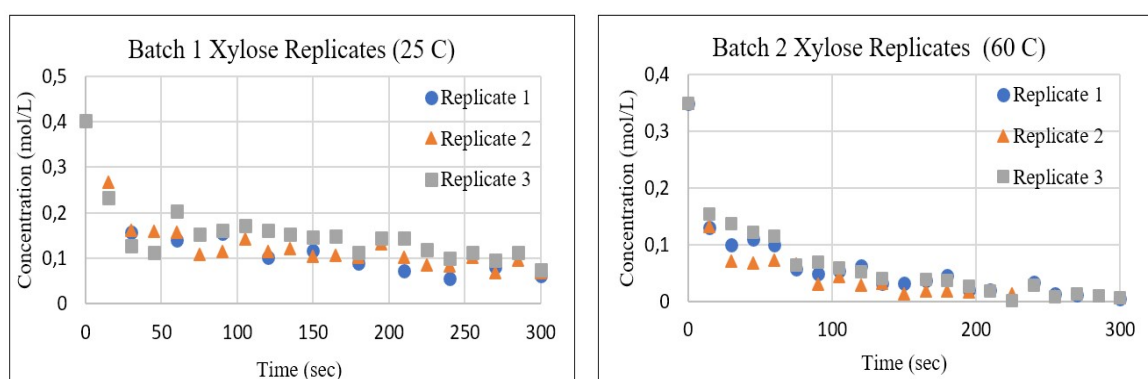 Batch 1 Xylose Replicates (25 C)
0,5
0,4
0,3
0,2
0,1
0
Concentration (mol/L)
Replicate 1
Replicate 2
Replicate 3
0 50 100 150 200 250 300
Time (sec)
Batch 2 Xylose Replicates (60 C)
0,4
0,3
0,2
0,1
0
Concentration (mol/L)
Replicate 1
Replicate 2
Replicate 3
0 100 200 300
Time (sec)